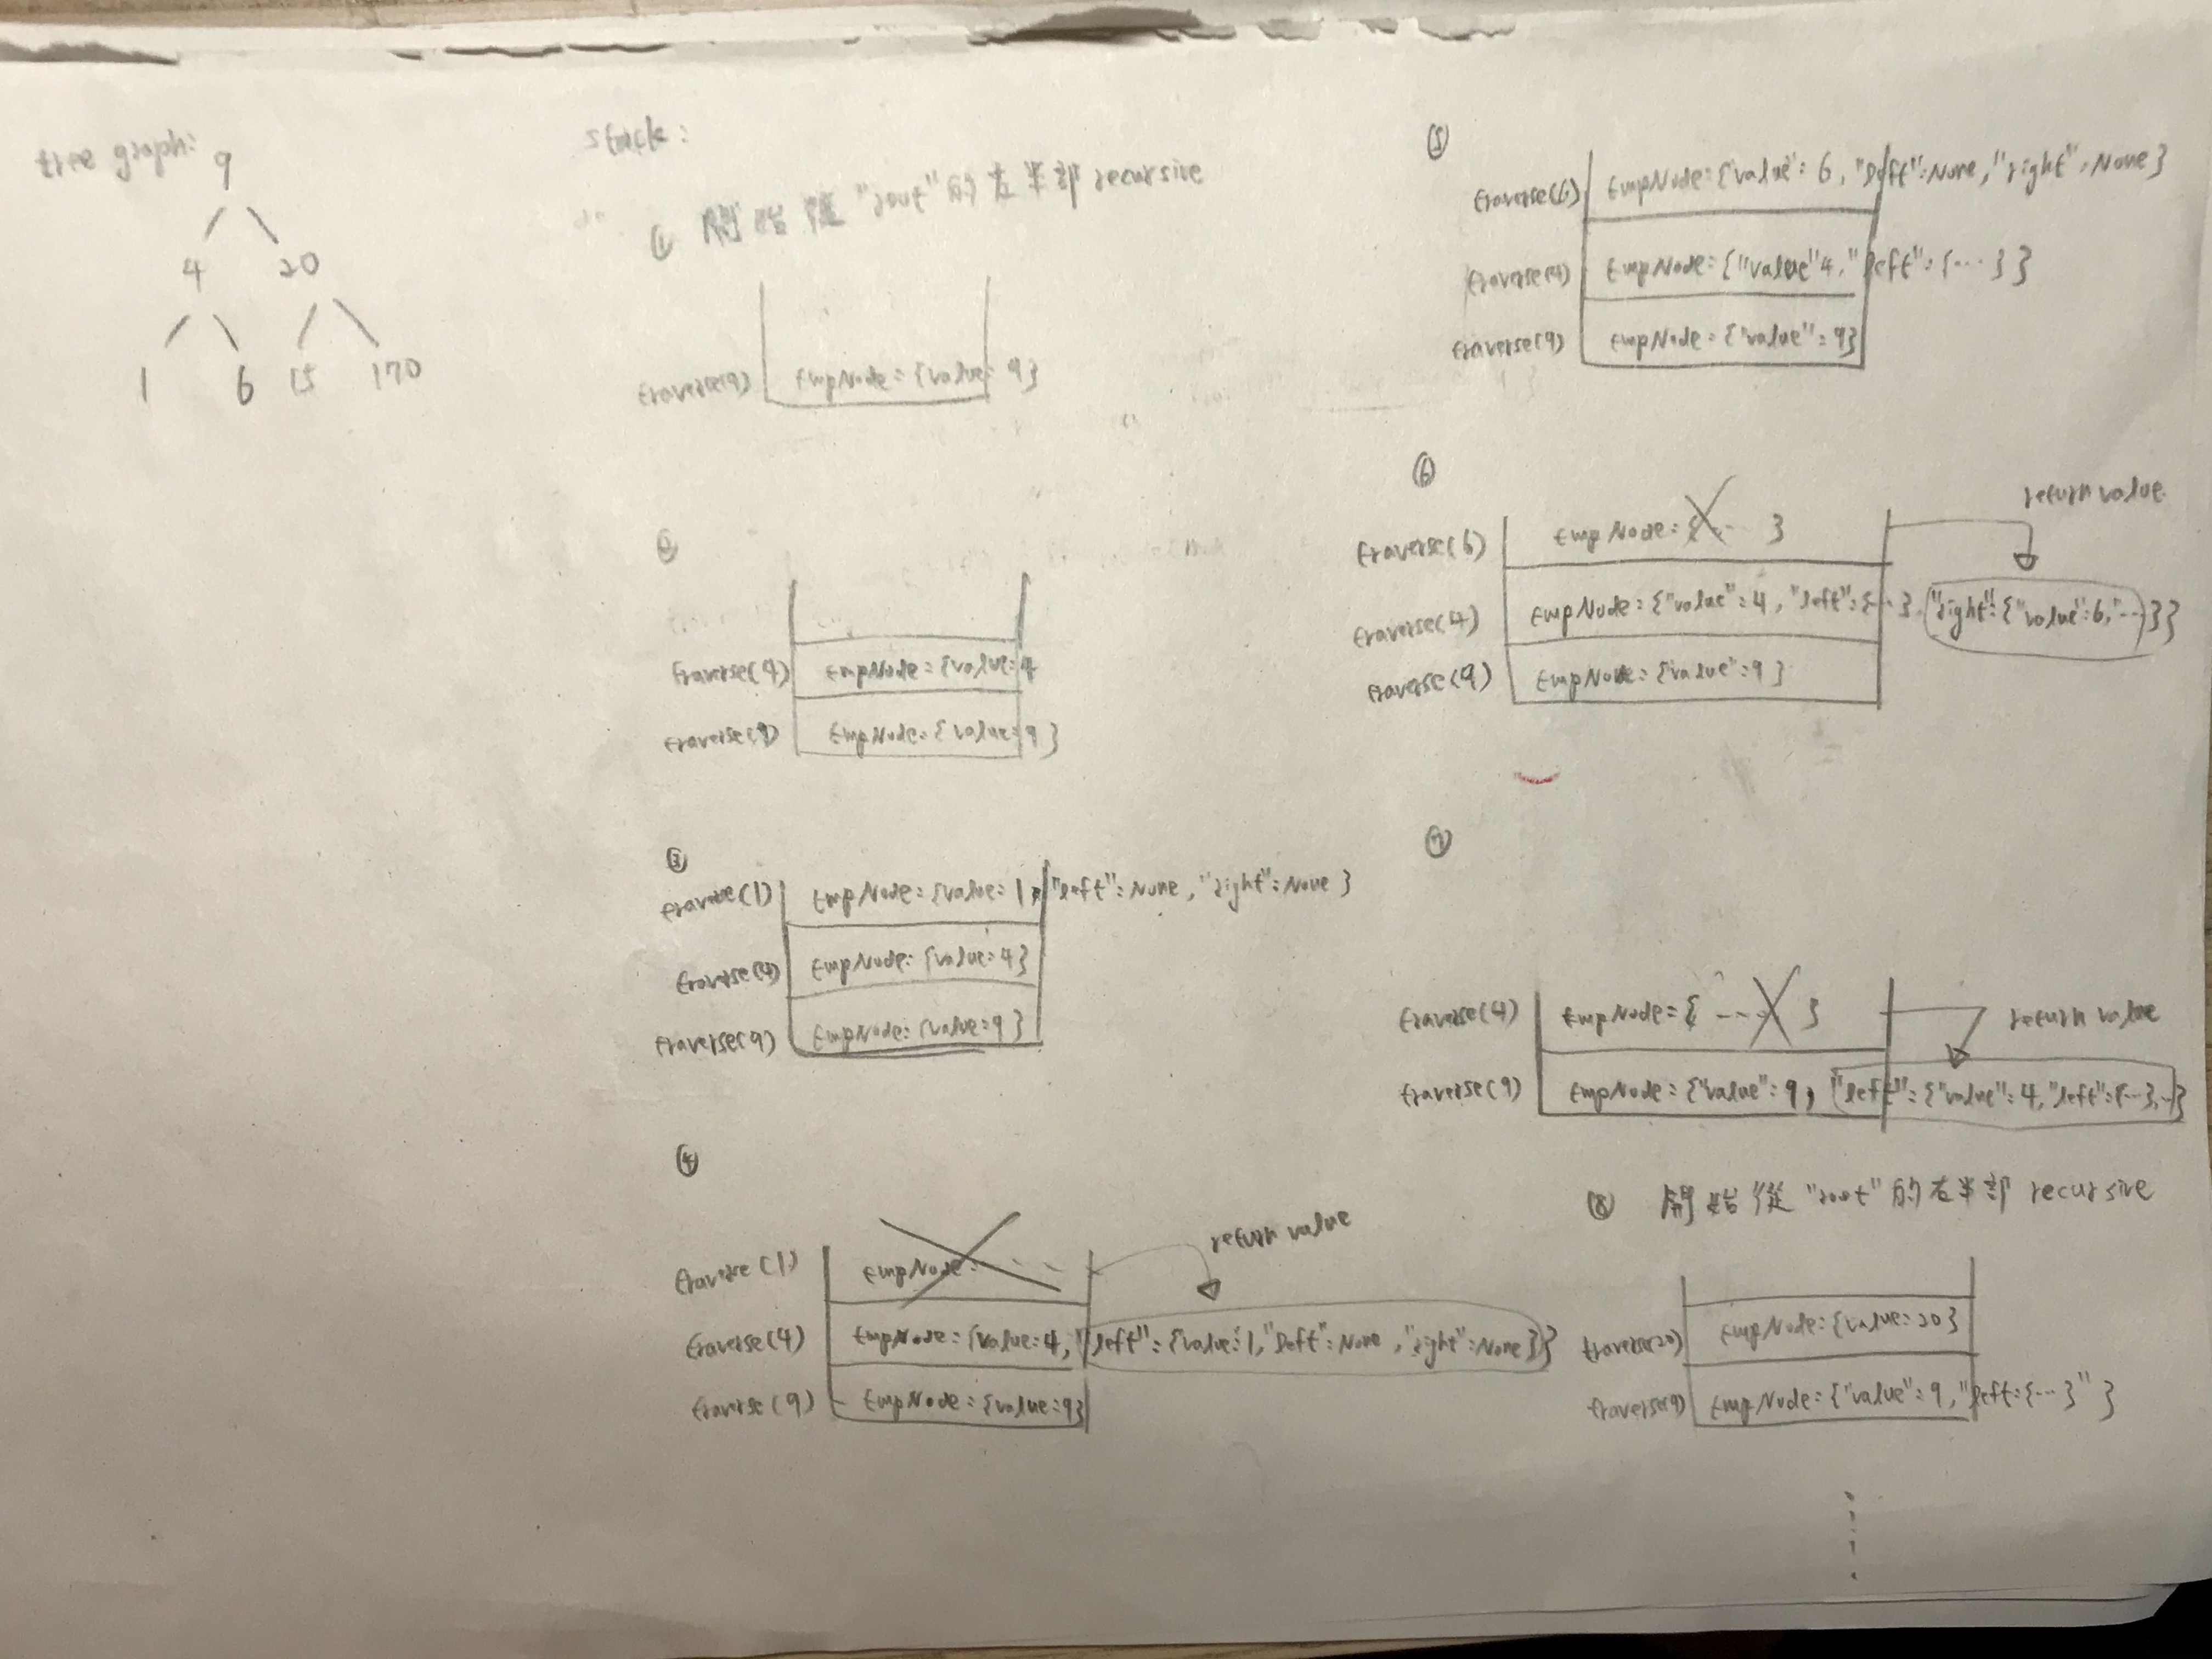 tree graph:
9
4 20
1 6 15 170
stack:
① 開始從 "root" 的左半部 recursive
traverse(9) tmpNode = {value: 9}
②
traverse(4) tmpNode = {value: 4
traverse(9) tmpNode = {value: 9}
③
traverse(1) tmpNode = {value: 1, "left": None, "right": None}
traverse(4) tmpNode = {value: 4}
traverse(9) tmpNode = {value: 9}
④
return value
traverse(1) tmpNode = - - -
traverse(4) tmpNode = {value: 4, "left": {value: 1, "left": None, "right": None}}
traverse(9) tmpNode = {value: 9}
⑤
traverse(6) tmpNode = {"value": 6, "left": None, "right": None}
traverse(4) tmpNode = {"value" 4, "left": {...}}
traverse(9) tmpNode = {"value": 9}
⑥
return value
traverse(6) tmpNode = {... }
traverse(4) tmpNode = {"value": 4, "left": {...}, "right": {"value": 6, ...}}
traverse(9) tmpNode = {"value": 9}
⑦
traverse(4) tmpNode = { ... } return value
traverse(9) tmpNode = {"value": 9, "left": {"value": 4, "left": {...}, ...}
⑧ 開始從 "root" 的右半部 recursive
traverse(20) tmpNode = {value: 20}
traverse(9) tmpNode = {"value": 9, "left: {...}" }